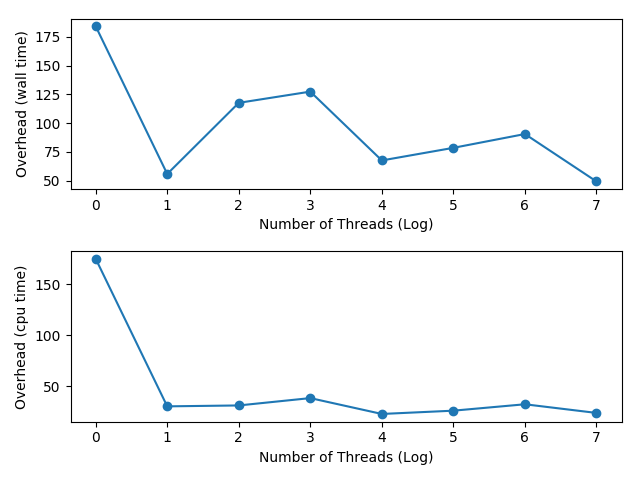 175
150
125
100
75
50
Overhead (wall time)
0 1 2 3 4 5 6 7
Number of Threads (Log)
150
100
50
Overhead (cpu time)
0 1 2 3 4 5 6 7
Number of Threads (Log)